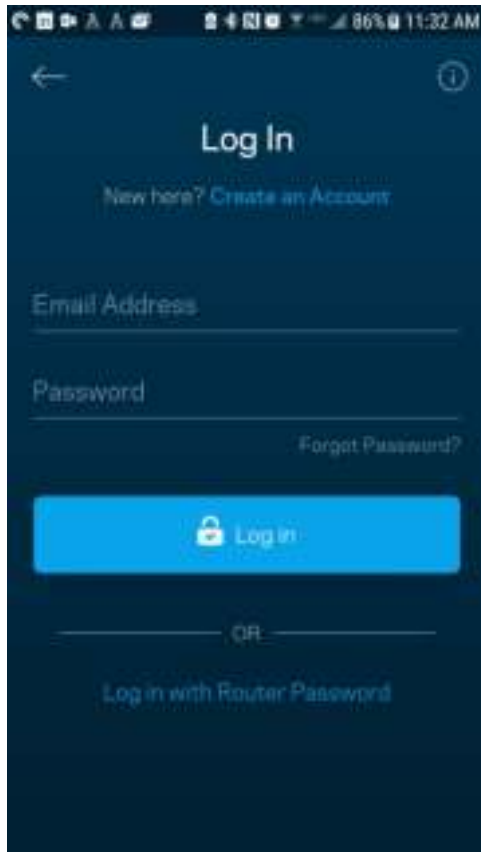 86% 11:32 AM
Log In
New here? Create an Account
Email Address
Password
Forgot Password?
Log in
OR
Log in with Router Password